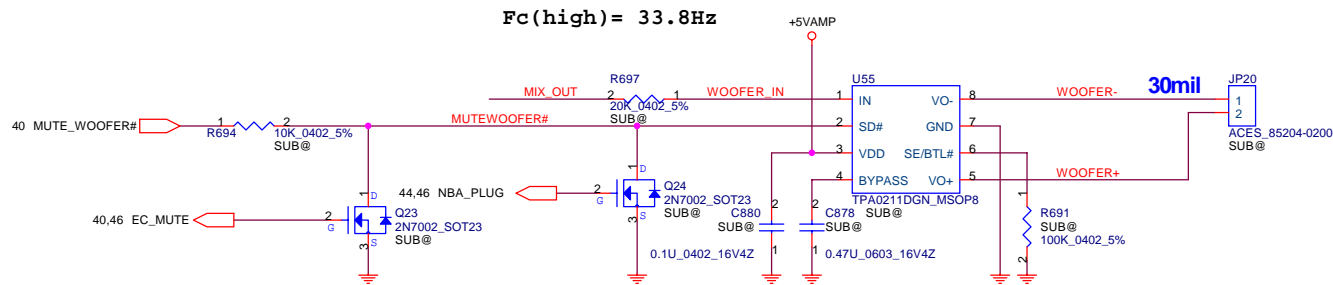 Fc(high)= 33.8Hz
+5VAMP
R697
U55
30mil
JP20
MIX_OUT
2
1
WOOFER_IN
1
IN
VO-
8
WOOFER-
1
20K_0402_5%
SUB@
2
40 MUTE_WOOFER#
1
2
MUTEWOOFER#
2
SD#
GND
7
R694
10K_0402_5%
ACES_85204-0200
SUB@
SUB@
3
VDD
SE/BTL#
6
1
D
1
D
4
BYPASS
VO+
5
WOOFER+
44,46 NBA_PLUG
2
G
Q24
2N7002_SOT23
SUB@
TPA0211DGN_MSOP8
SUB@
1
40,46 EC_MUTE
2
G
Q23
2N7002_SOT23
SUB@
S
3
2
C880
SUB@
2
C878
SUB@
R691
SUB@
100K_0402_5%
S
3
1
1
0.1U_0402_16V4Z
0.47U_0603_16V4Z
2